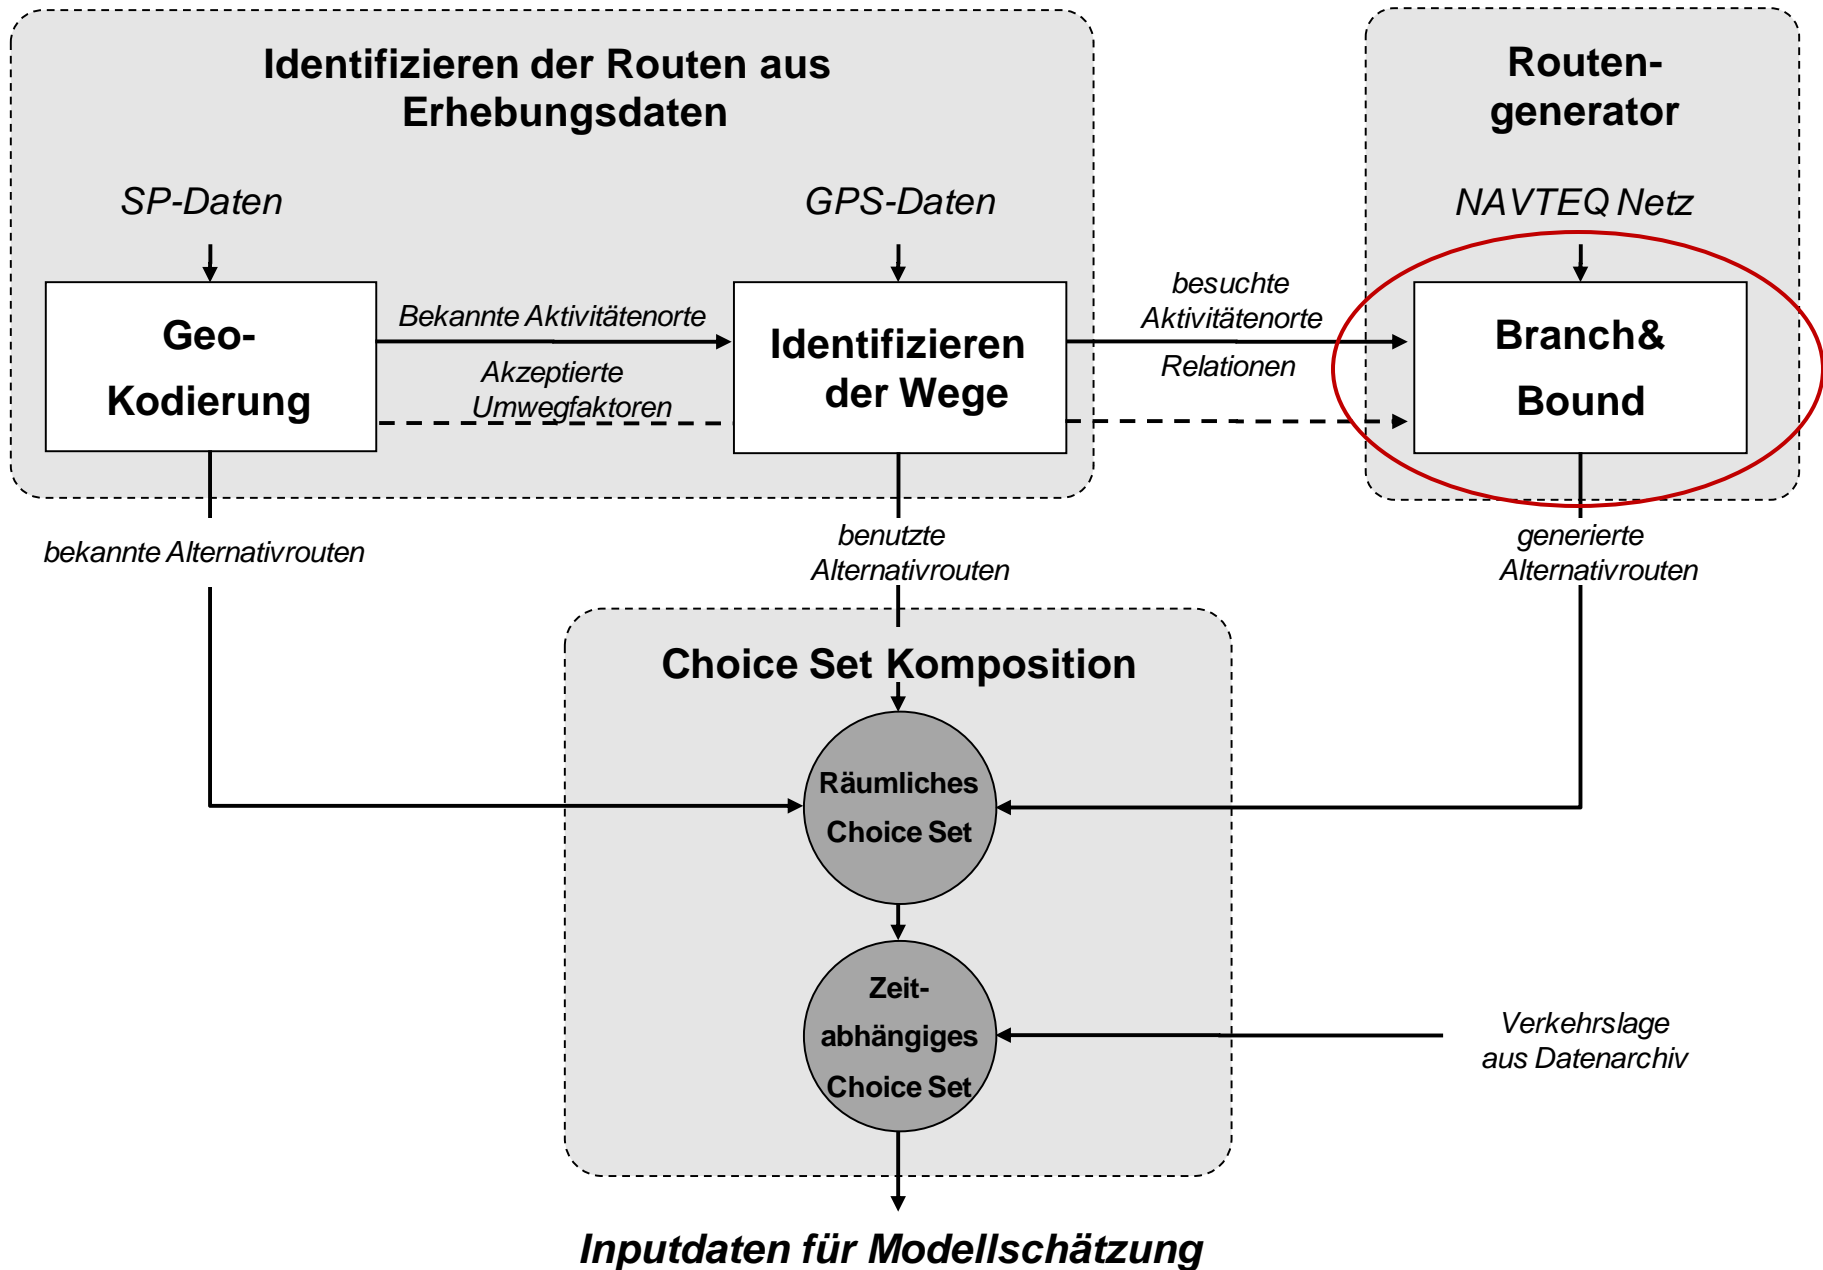 Identifizieren der Routen aus
Erhebungsdaten
Routen-
generator
SP-Daten
GPS-Daten
NAVTEQ Netz
Geo-
Kodierung
Bekannte Aktivitätenorte
Akzeptierte
Umwegfaktoren
Identifizieren
der Wege
besuchte
Aktivitätenorte
Relationen
Branch&
Bound
bekannte Alternativrouten
benutzte
Alternativrouten
generierte
Alternativrouten
Choice Set Komposition
Räumliches
Choice Set
Zeit-
abhängiges
Choice Set
Verkehrslage
aus Datenarchiv
Inputdaten für Modellschätzung